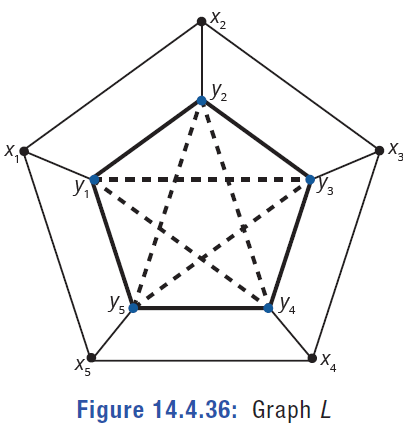 x₂
y₂
x₁
x₃
y₁
y₃
y₅
y₄
x₅
x₄
Figure 14.4.36: Graph L